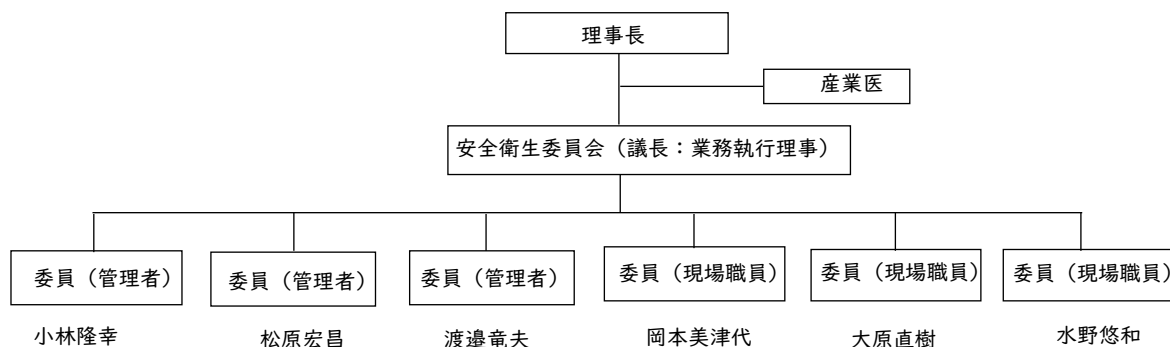 理事長
産業医
安全衛生委員会（議長：業務執行理事）
委員（管理者）
委員（管理者）
委員（管理者）
委員（現場職員）
委員（現場職員）
委員（現場職員）
小林隆幸
松原宏昌
渡邉竜夫
岡本美津代
大原直樹
水野悠和